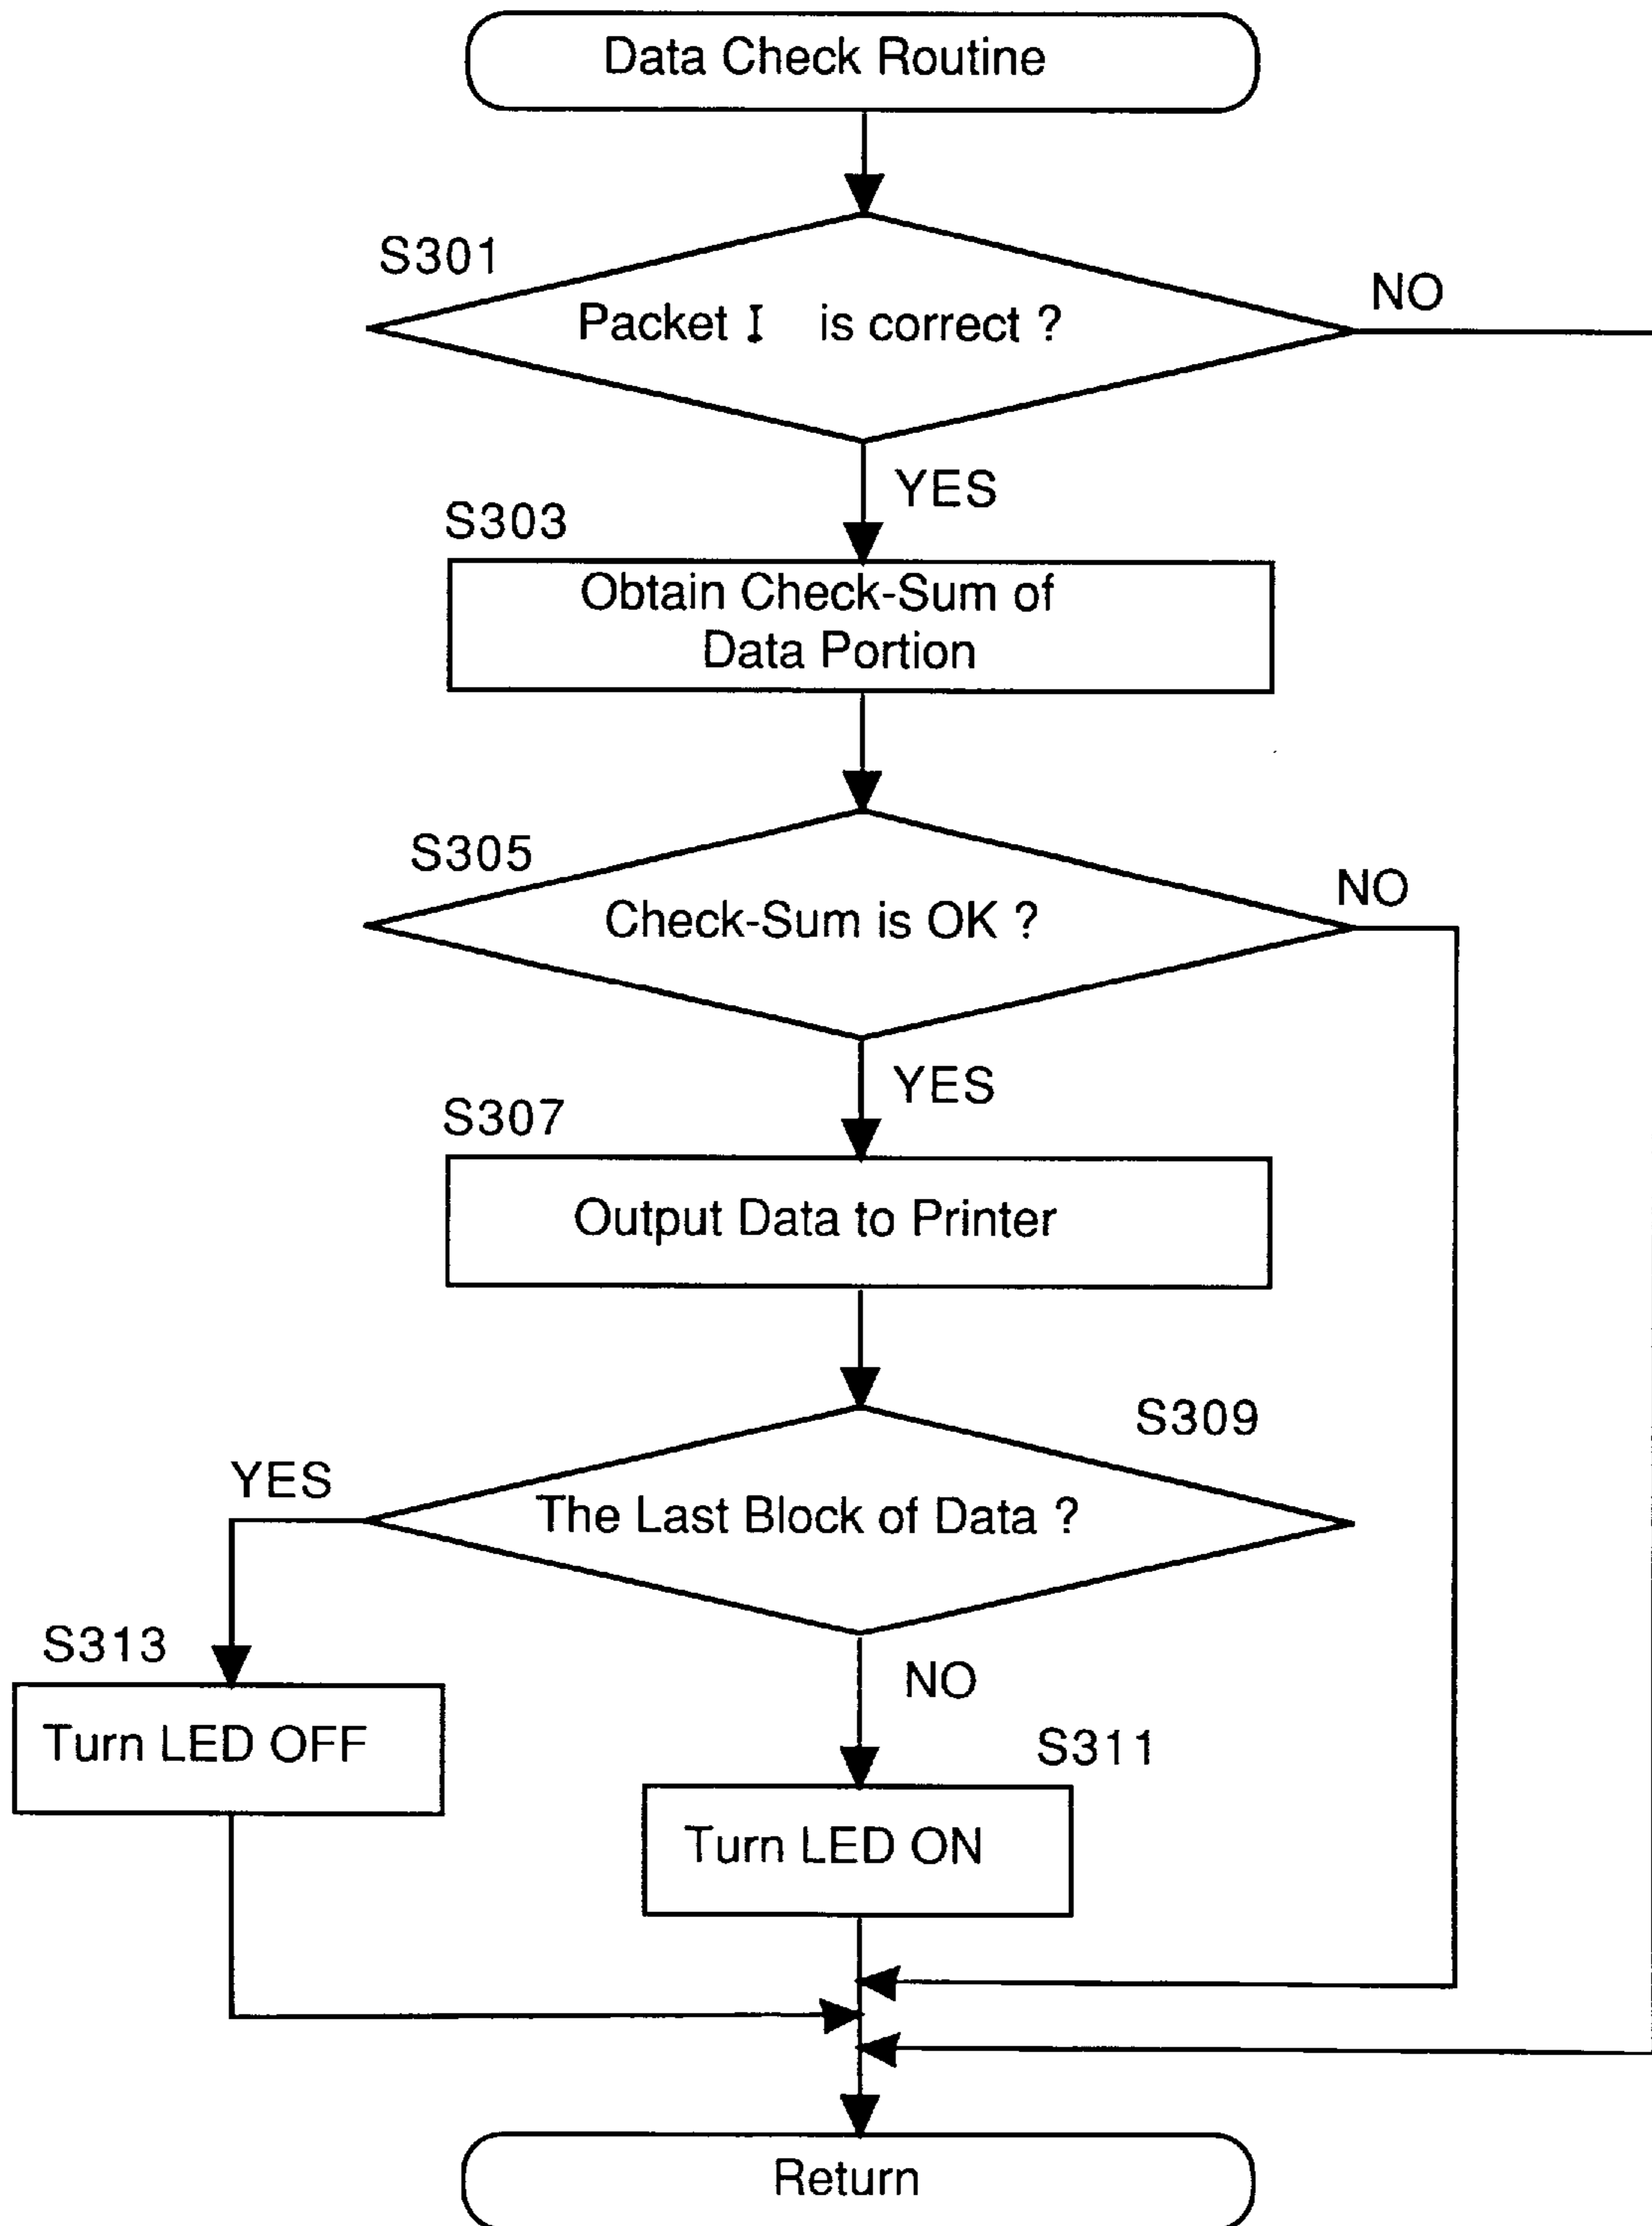 Data Check Routine
S301
NO
Packet I is correct ?
YES
S303
Obtain Check-Sum of
Data Portion
S305
NO
Check-Sum is OK ?
YES
S307
Output Data to Printer
S309
YES
The Last Block of Data ?
S313
NO
Turn LED OFF
S311
Turn LED ON
Return